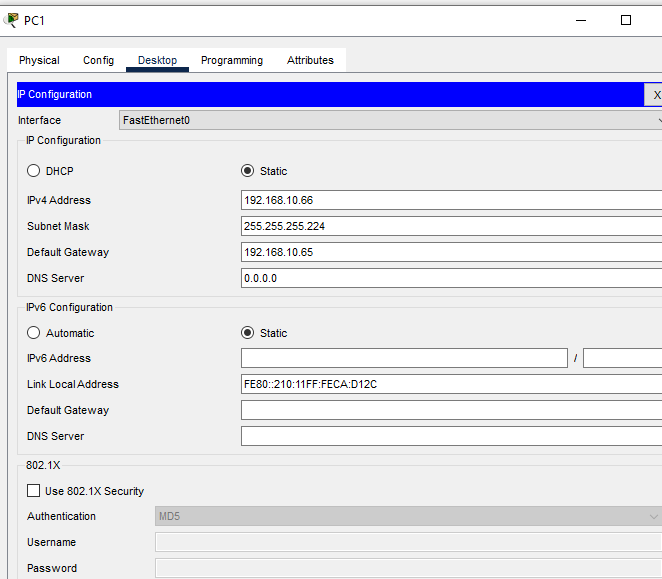 PC1
Physical Config Desktop Programming Attributes
IP Configuration X
Interface FastEthernet0
IP Configuration
DHCP Static
IPv4 Address 192.168.10.66
Subnet Mask 255.255.255.224
Default Gateway 192.168.10.65
DNS Server 0.0.0.0
IPv6 Configuration
Automatic Static
IPv6 Address /
Link Local Address FE80::210:11FF:FECA:D12C
Default Gateway
DNS Server
802.1X
Use 802.1X Security
Authentication MD5
Username
Password